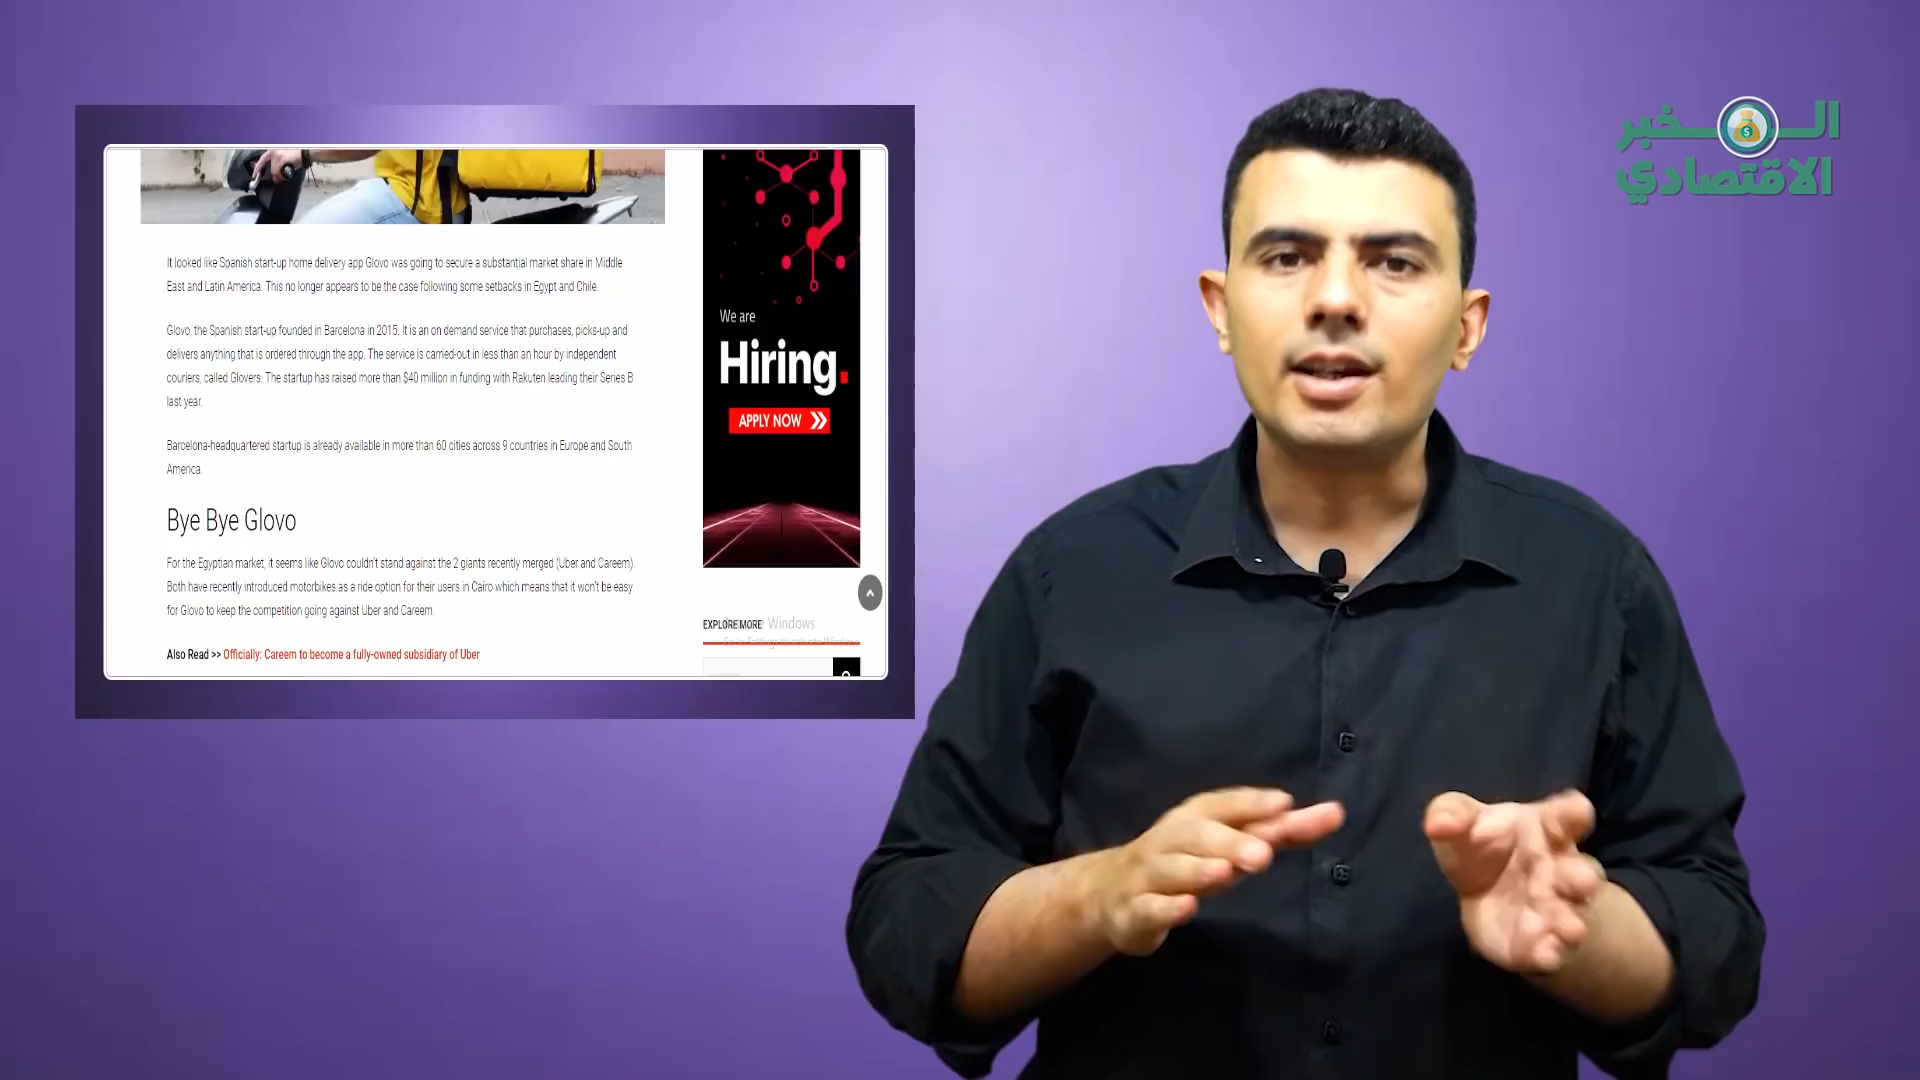 It looked like Spanish start-up home delivery app Glovo was going to secure a substantial market share in Middle
East and Latin America. This no longer appears to be the case following some setbacks in Egypt and Chile.
Glovo, the Spanish start-up founded in Barcelona in 2015. It is an on demand service that purchases, picks-up and
delivers anything that is ordered through the app. The service is carried-out in less than an hour by independent
couriers, called Glovers. The startup has raised more than $40 million in funding with Rakuten leading their Series B
last year.
Barcelona-headquartered startup is already available in more than 60 cities across 9 countries in Europe and South
America.
Bye Bye Glovo
For the Egyptian market, it seems like Glovo couldn't stand against the 2 giants recently merged (Uber and Careem).
Both have recently introduced motorbikes as a ride option for their users in Cairo which means that it won't be easy
for Glovo to keep the competition going against Uber and Careem.
Also Read >> Officially: Careem to become a fully-owned subsidiary of Uber
We are
Hiring.
APPLY NOW
EXPLORE MORE
Windows
المخبر
الاقتصادي